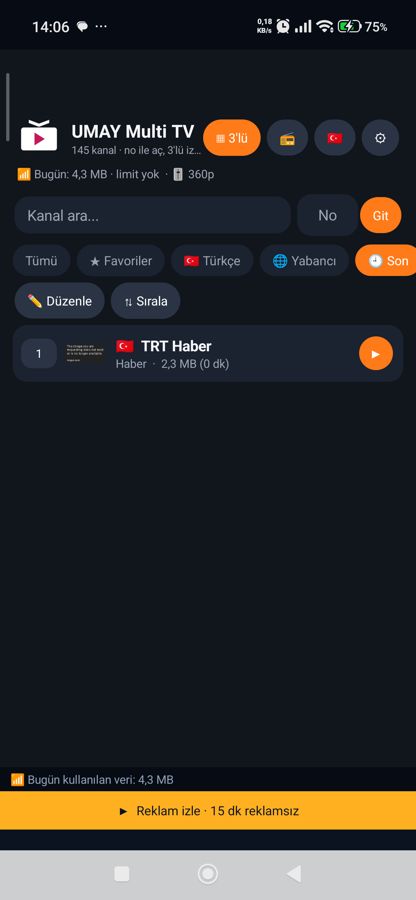 14:06
0,18 KB/s
75%
UMAY Multi TV
145 kanal · no ile aç, 3'lü iz...
3'lü
Bugün: 4,3 MB · limit yok · 360p
Kanal ara...
No
Git
Tümü
★ Favoriler
Türkçe
Yabancı
Son
Düzenle
↑↓ Sırala
1
TRT Haber
Haber · 2,3 MB (0 dk)
Bugün kullanılan veri: 4,3 MB
► Reklam izle · 15 dk reklamsız